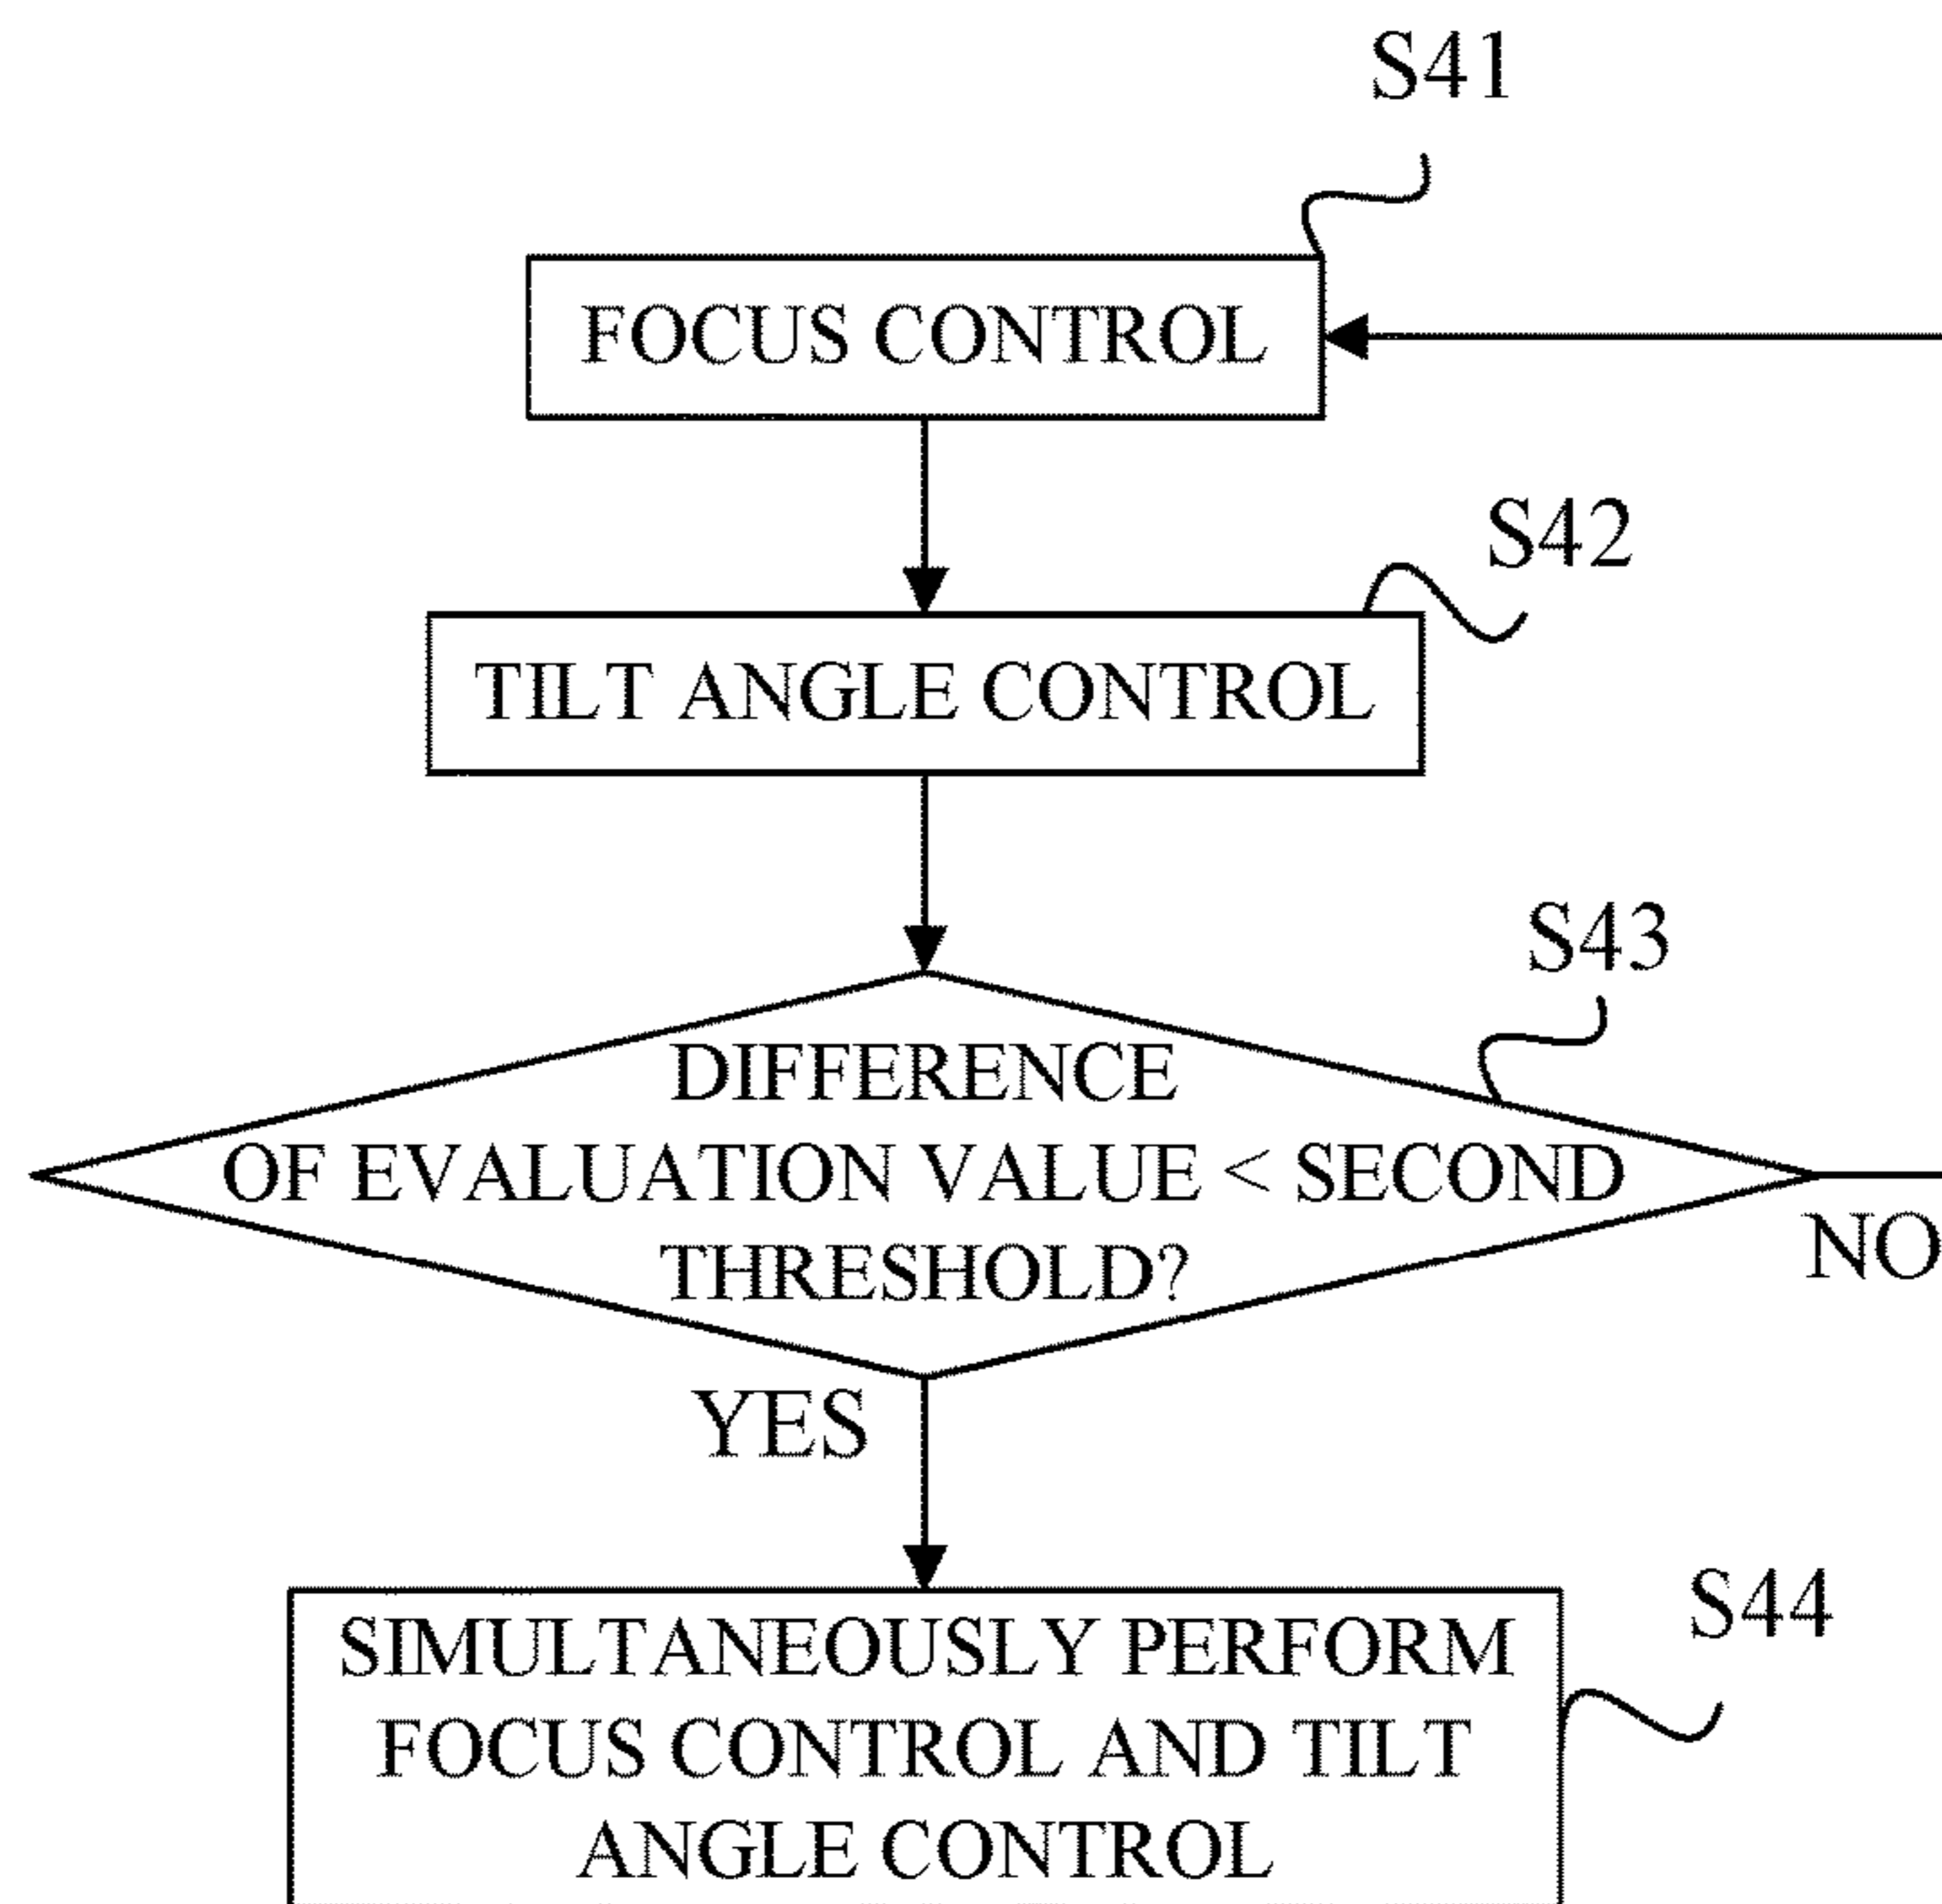 S41
FOCUS CONTROL
S42
TILT ANGLE CONTROL
S43
DIFFERENCE
OF EVALUATION VALUE < SECOND
THRESHOLD?
NO
YES
S44
SIMULTANEOUSLY PERFORM
FOCUS CONTROL AND TILT
ANGLE CONTROL